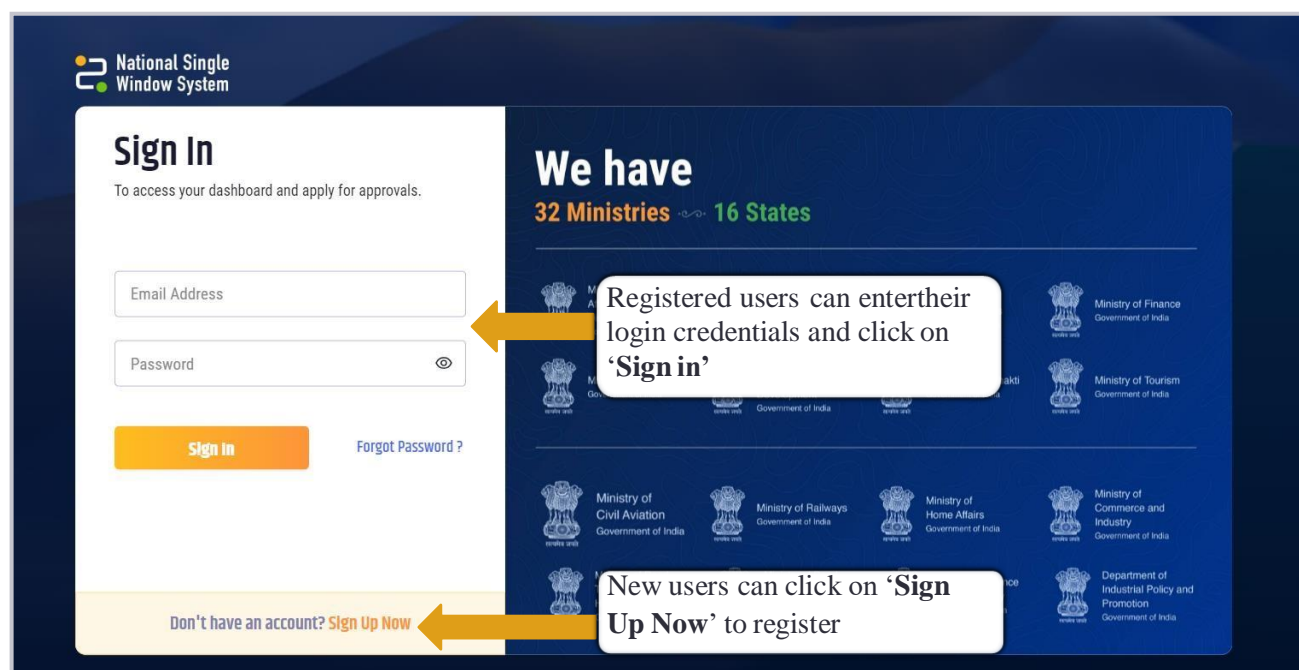 National Single
Window System
Sign In
To access your dashboard and apply for approvals.
Email Address
Password
Sign In
Forgot Password ?
Don't have an account? Sign Up Now
We have
32 Ministries 16 States
Registered users can entertheir
login credentials and click on
‘Sign in’
Ministry of Finance
Government of India
Government of India
Ministry of Tourism
Government of India
Ministry of
Civil Aviation
Government of India
Ministry of Railways
Government of India
Ministry of
Home Affairs
Government of India
Ministry of
Commerce and
Industry
Government of India
New users can click on ‘Sign
Up Now’ to register
Department of
Industrial Policy and
Promotion
Government of India